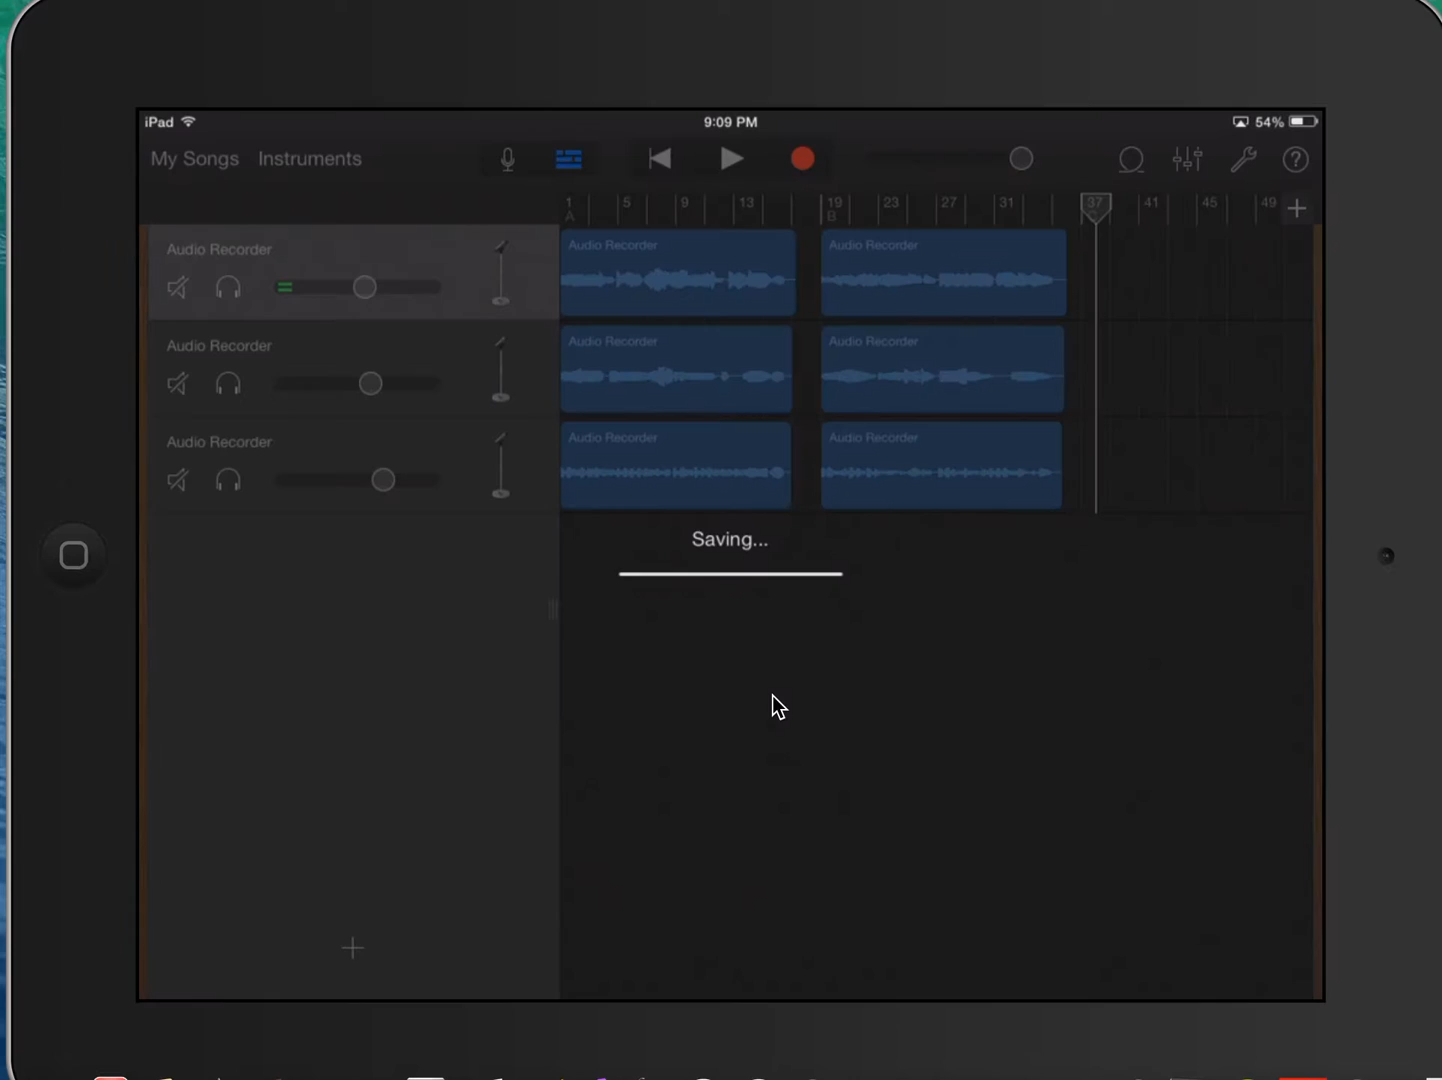 iPad 9:09 PM 54%
My Songs Instruments
1 5 9 13 19 23 27 31 37 41 45 49 +
A B C
Audio Recorder Audio Recorder Audio Recorder
Audio Recorder Audio Recorder Audio Recorder
Audio Recorder Audio Recorder Audio Recorder
Saving...